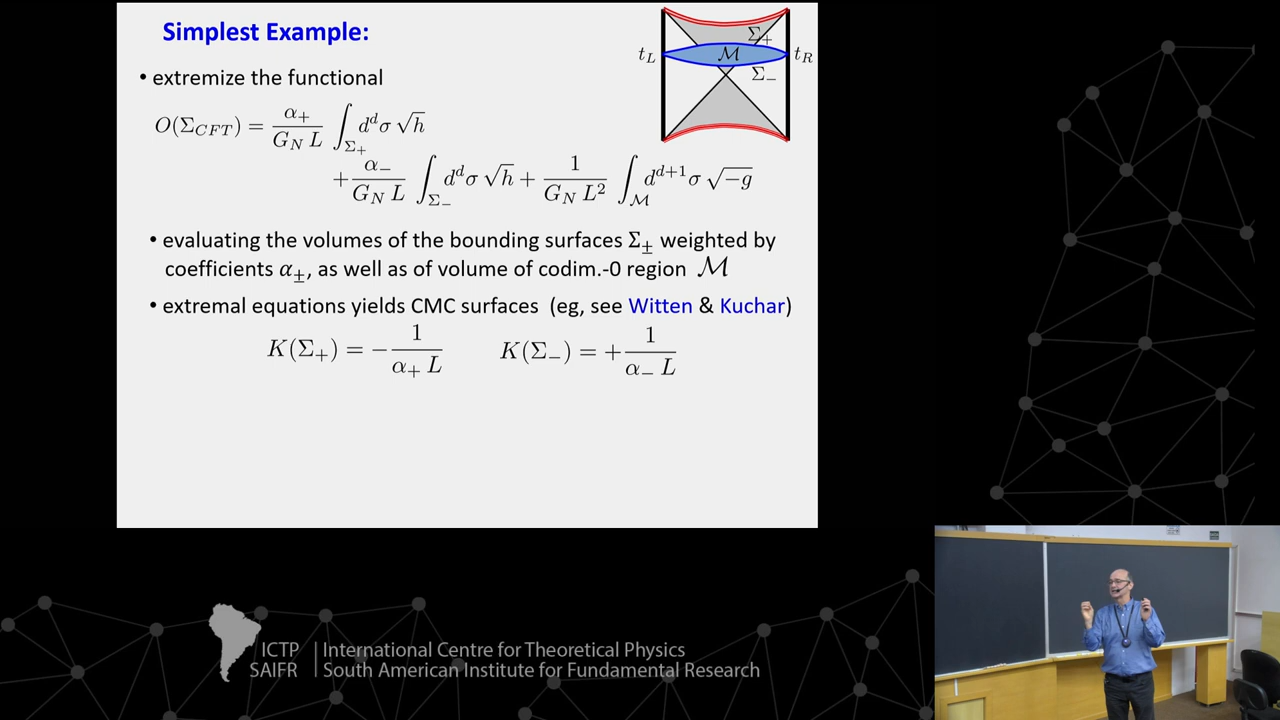 Simplest Example:
• extremize the functional
O(Σ_CFT) = α₊/(G_N L) ∫_Σ₊ d^dσ √h
+ α₋/(G_N L) ∫_Σ₋ d^dσ √h + 1/(G_N L²) ∫_ℳ d^{d+1}σ √−g
t_L Σ₊ ℳ Σ₋ t_R
• evaluating the volumes of the bounding surfaces Σ± weighted by
coefficients α±, as well as of volume of codim.-0 region ℳ
• extremal equations yields CMC surfaces (eg, see Witten & Kuchar)
K(Σ₊) = − 1/(α₊ L) K(Σ₋) = + 1/(α₋ L)
ICTP International Centre for Theoretical Physics
SAIFR South American Institute for Fundamental Research